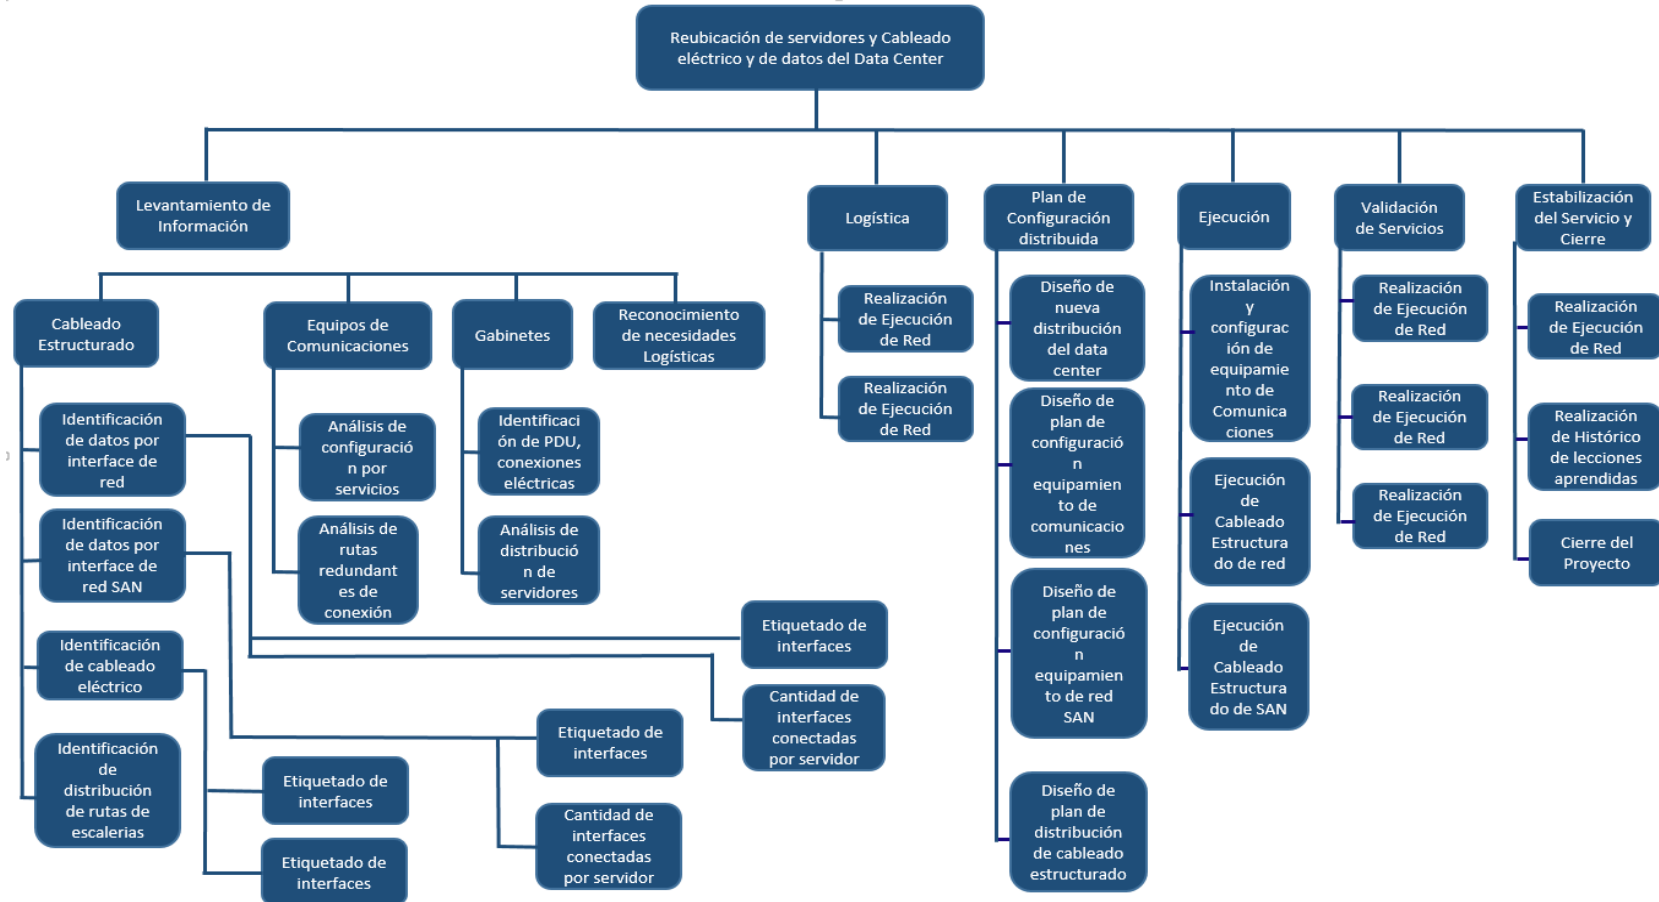 Reubicación de servidores y Cableado
eléctrico y de datos del Data Center
Levantamiento de
Información
Logística
Plan de
Configuración
distribuida
Ejecución
Validación
de Servicios
Estabilización
del Servicio y
Cierre
Cableado
Estructurado
Equipos de
Comunicaciones
Gabinetes
Reconocimiento
de necesidades
Logísticas
Identificación
de datos por
interface de
red
Identificación
de datos por
interface de
red SAN
Identificación
de cableado
eléctrico
Identificación
de
distribución
de rutas de
escalerias
Análisis de
configuració
n por
servicios
Análisis de
rutas
redundant
es de
conexión
Identificaci
ón de PDU,
conexiones
eléctricas
Análisis de
distribució
n de
servidores
Etiquetado de
interfaces
Cantidad de
interfaces
conectadas
por servidor
Etiquetado de
interfaces
Cantidad de
interfaces
conectadas
por servidor
Etiquetado de
interfaces
Etiquetado de
interfaces
Realización
de Ejecución
de Red
Realización
de Ejecución
de Red
Diseño de
nueva
distribución
del data
center
Diseño de
plan de
configuració
n
equipamien
to de
comunicacio
nes
Diseño de
plan de
configuració
n
equipamien
to de red
SAN
Diseño de
plan de
distribución
de cableado
estructurado
Instalación
y
configurac
ión de
equipamie
nto de
Comunica
ciones
Ejecución
de
Cableado
Estructura
do de red
Ejecución
de
Cableado
Estructura
do de SAN
Realización
de Ejecución
de Red
Realización
de Ejecución
de Red
Realización
de Ejecución
de Red
Realización
de Ejecución
de Red
Realización
de Histórico
de lecciones
aprendidas
Cierre del
Proyecto